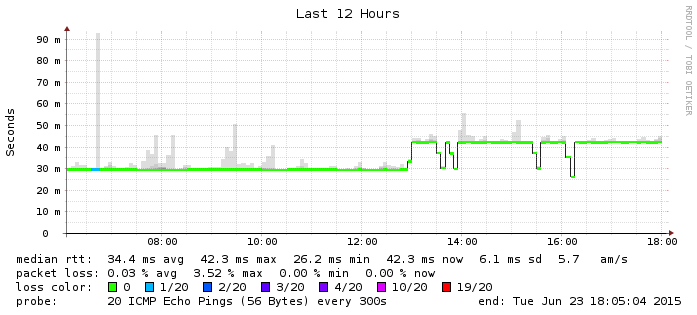 Last 12 Hours
RRDTOOL / TOBI OETIKER
Seconds
90 m
80 m
70 m
60 m
50 m
40 m
30 m
20 m
10 m
0
08:00 10:00 12:00 14:00 16:00 18:00
median rtt: 34.4 ms avg 42.3 ms max 26.2 ms min 42.3 ms now 6.1 ms sd 5.7 am/s
packet loss: 0.03 % avg 3.52 % max 0.00 % min 0.00 % now
loss color: 0 1/20 2/20 3/20 4/20 10/20 19/20
probe: 20 ICMP Echo Pings (56 Bytes) every 300s end: Tue Jun 23 18:05:04 2015